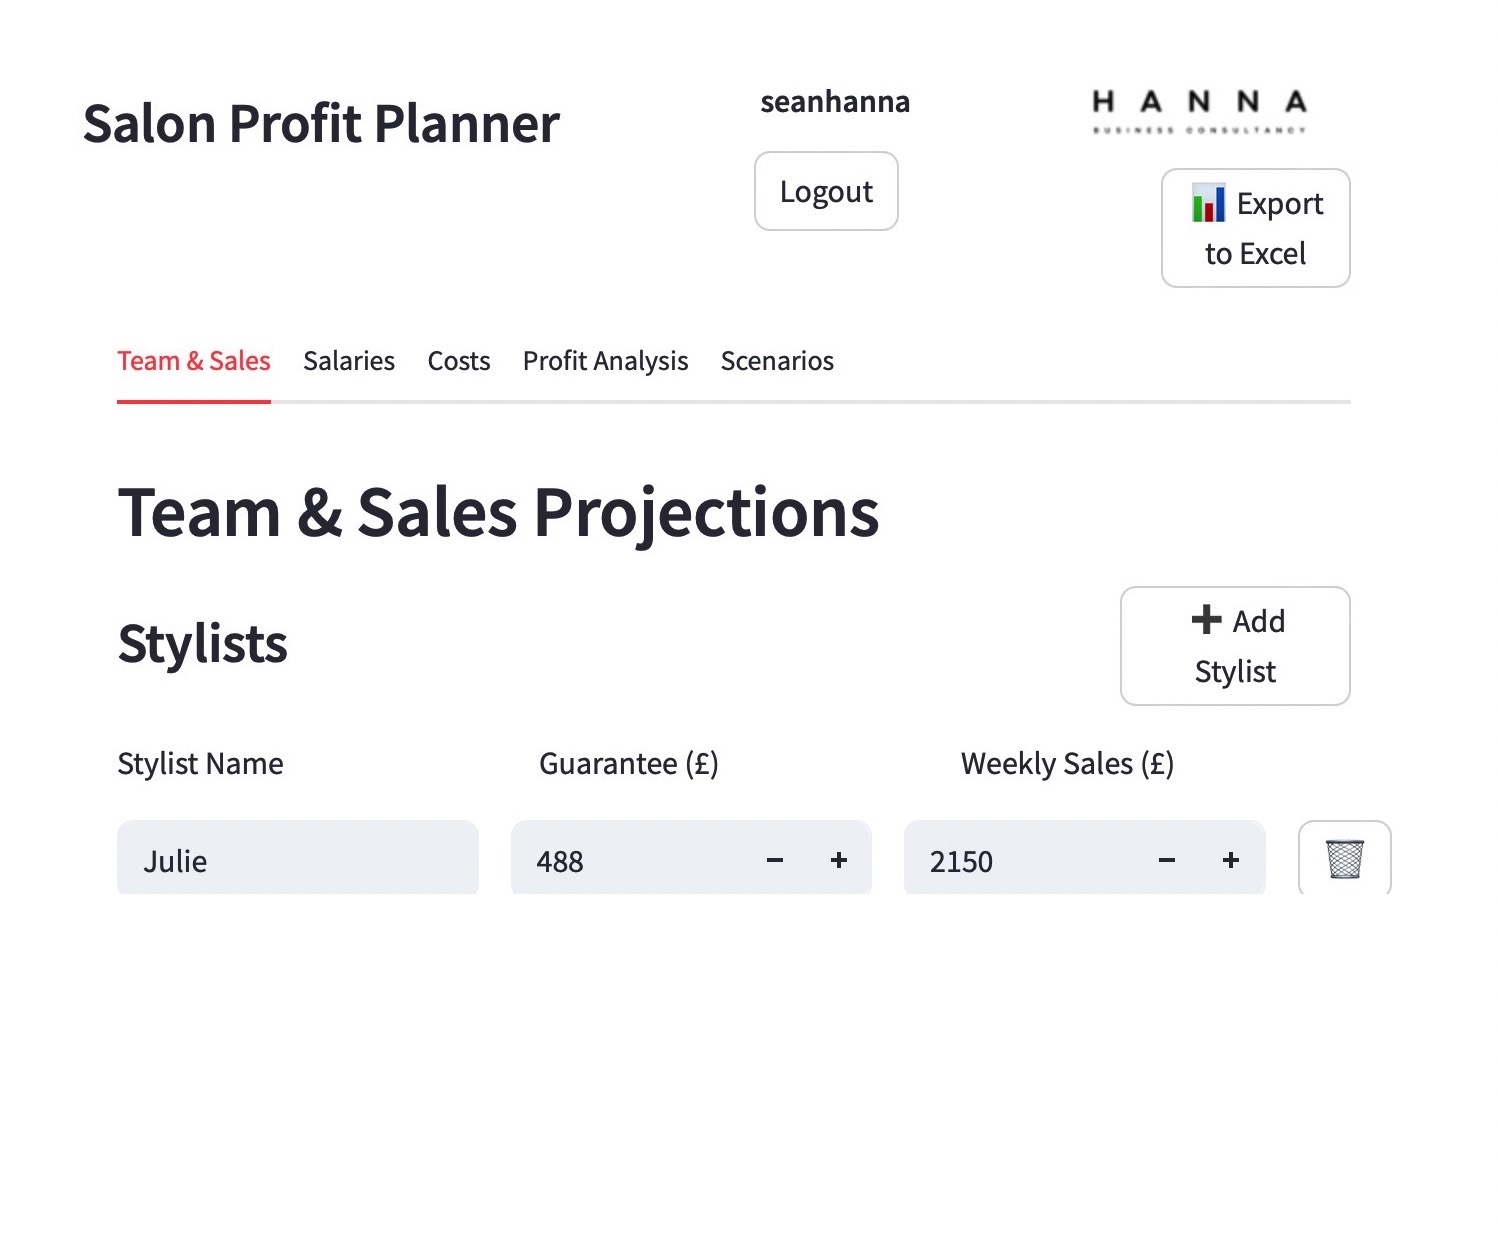 Salon Profit Planner
seanhanna
Logout
HANNA
BUSINESS CONSULTANCY
Export
to Excel
Team & Sales
Salaries
Costs
Profit Analysis
Scenarios
Team & Sales Projections
Stylists
Add
Stylist
Stylist Name
Guarantee (£)
Weekly Sales (£)
Julie
488
2150